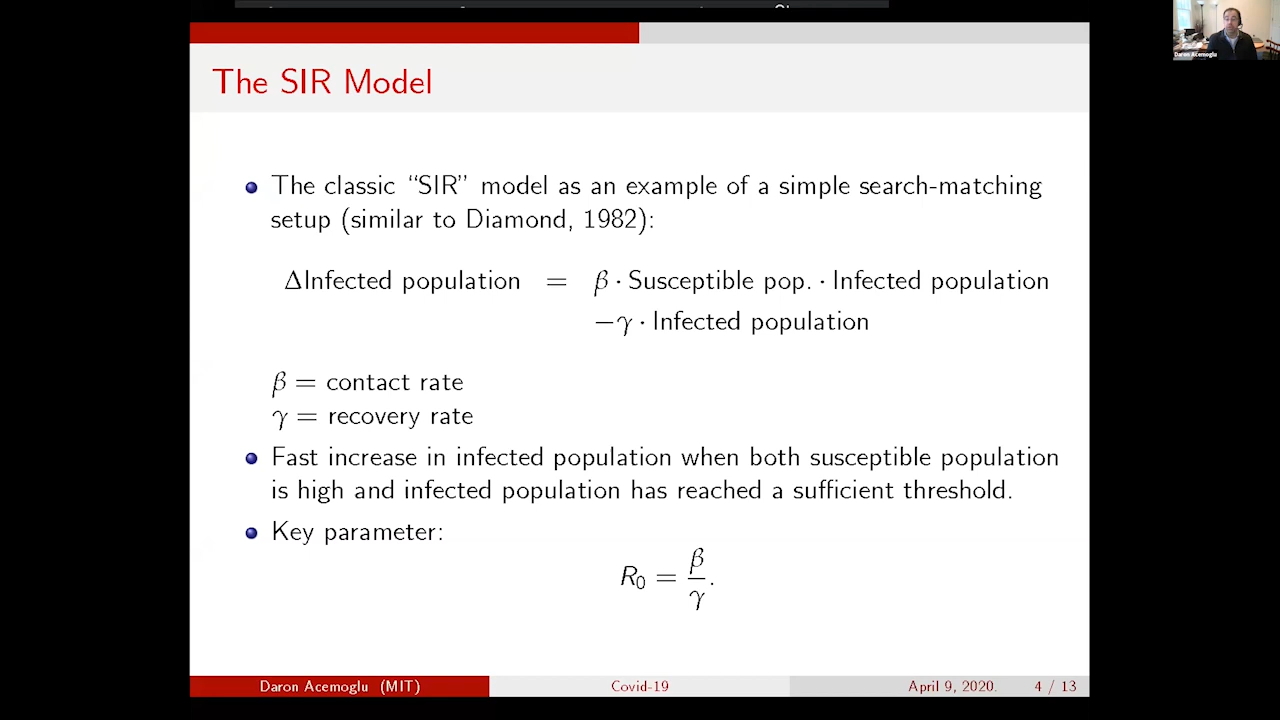 The SIR Model
Daron Acemoglu
The classic “SIR” model as an example of a simple search-matching
setup (similar to Diamond, 1982):
ΔInfected population = β · Susceptible pop. · Infected population
−γ · Infected population
β = contact rate
γ = recovery rate
Fast increase in infected population when both susceptible population
is high and infected population has reached a sufficient threshold.
Key parameter:
R₀ = β/γ.
Daron Acemoglu (MIT) Covid-19 April 9, 2020. 4 / 13